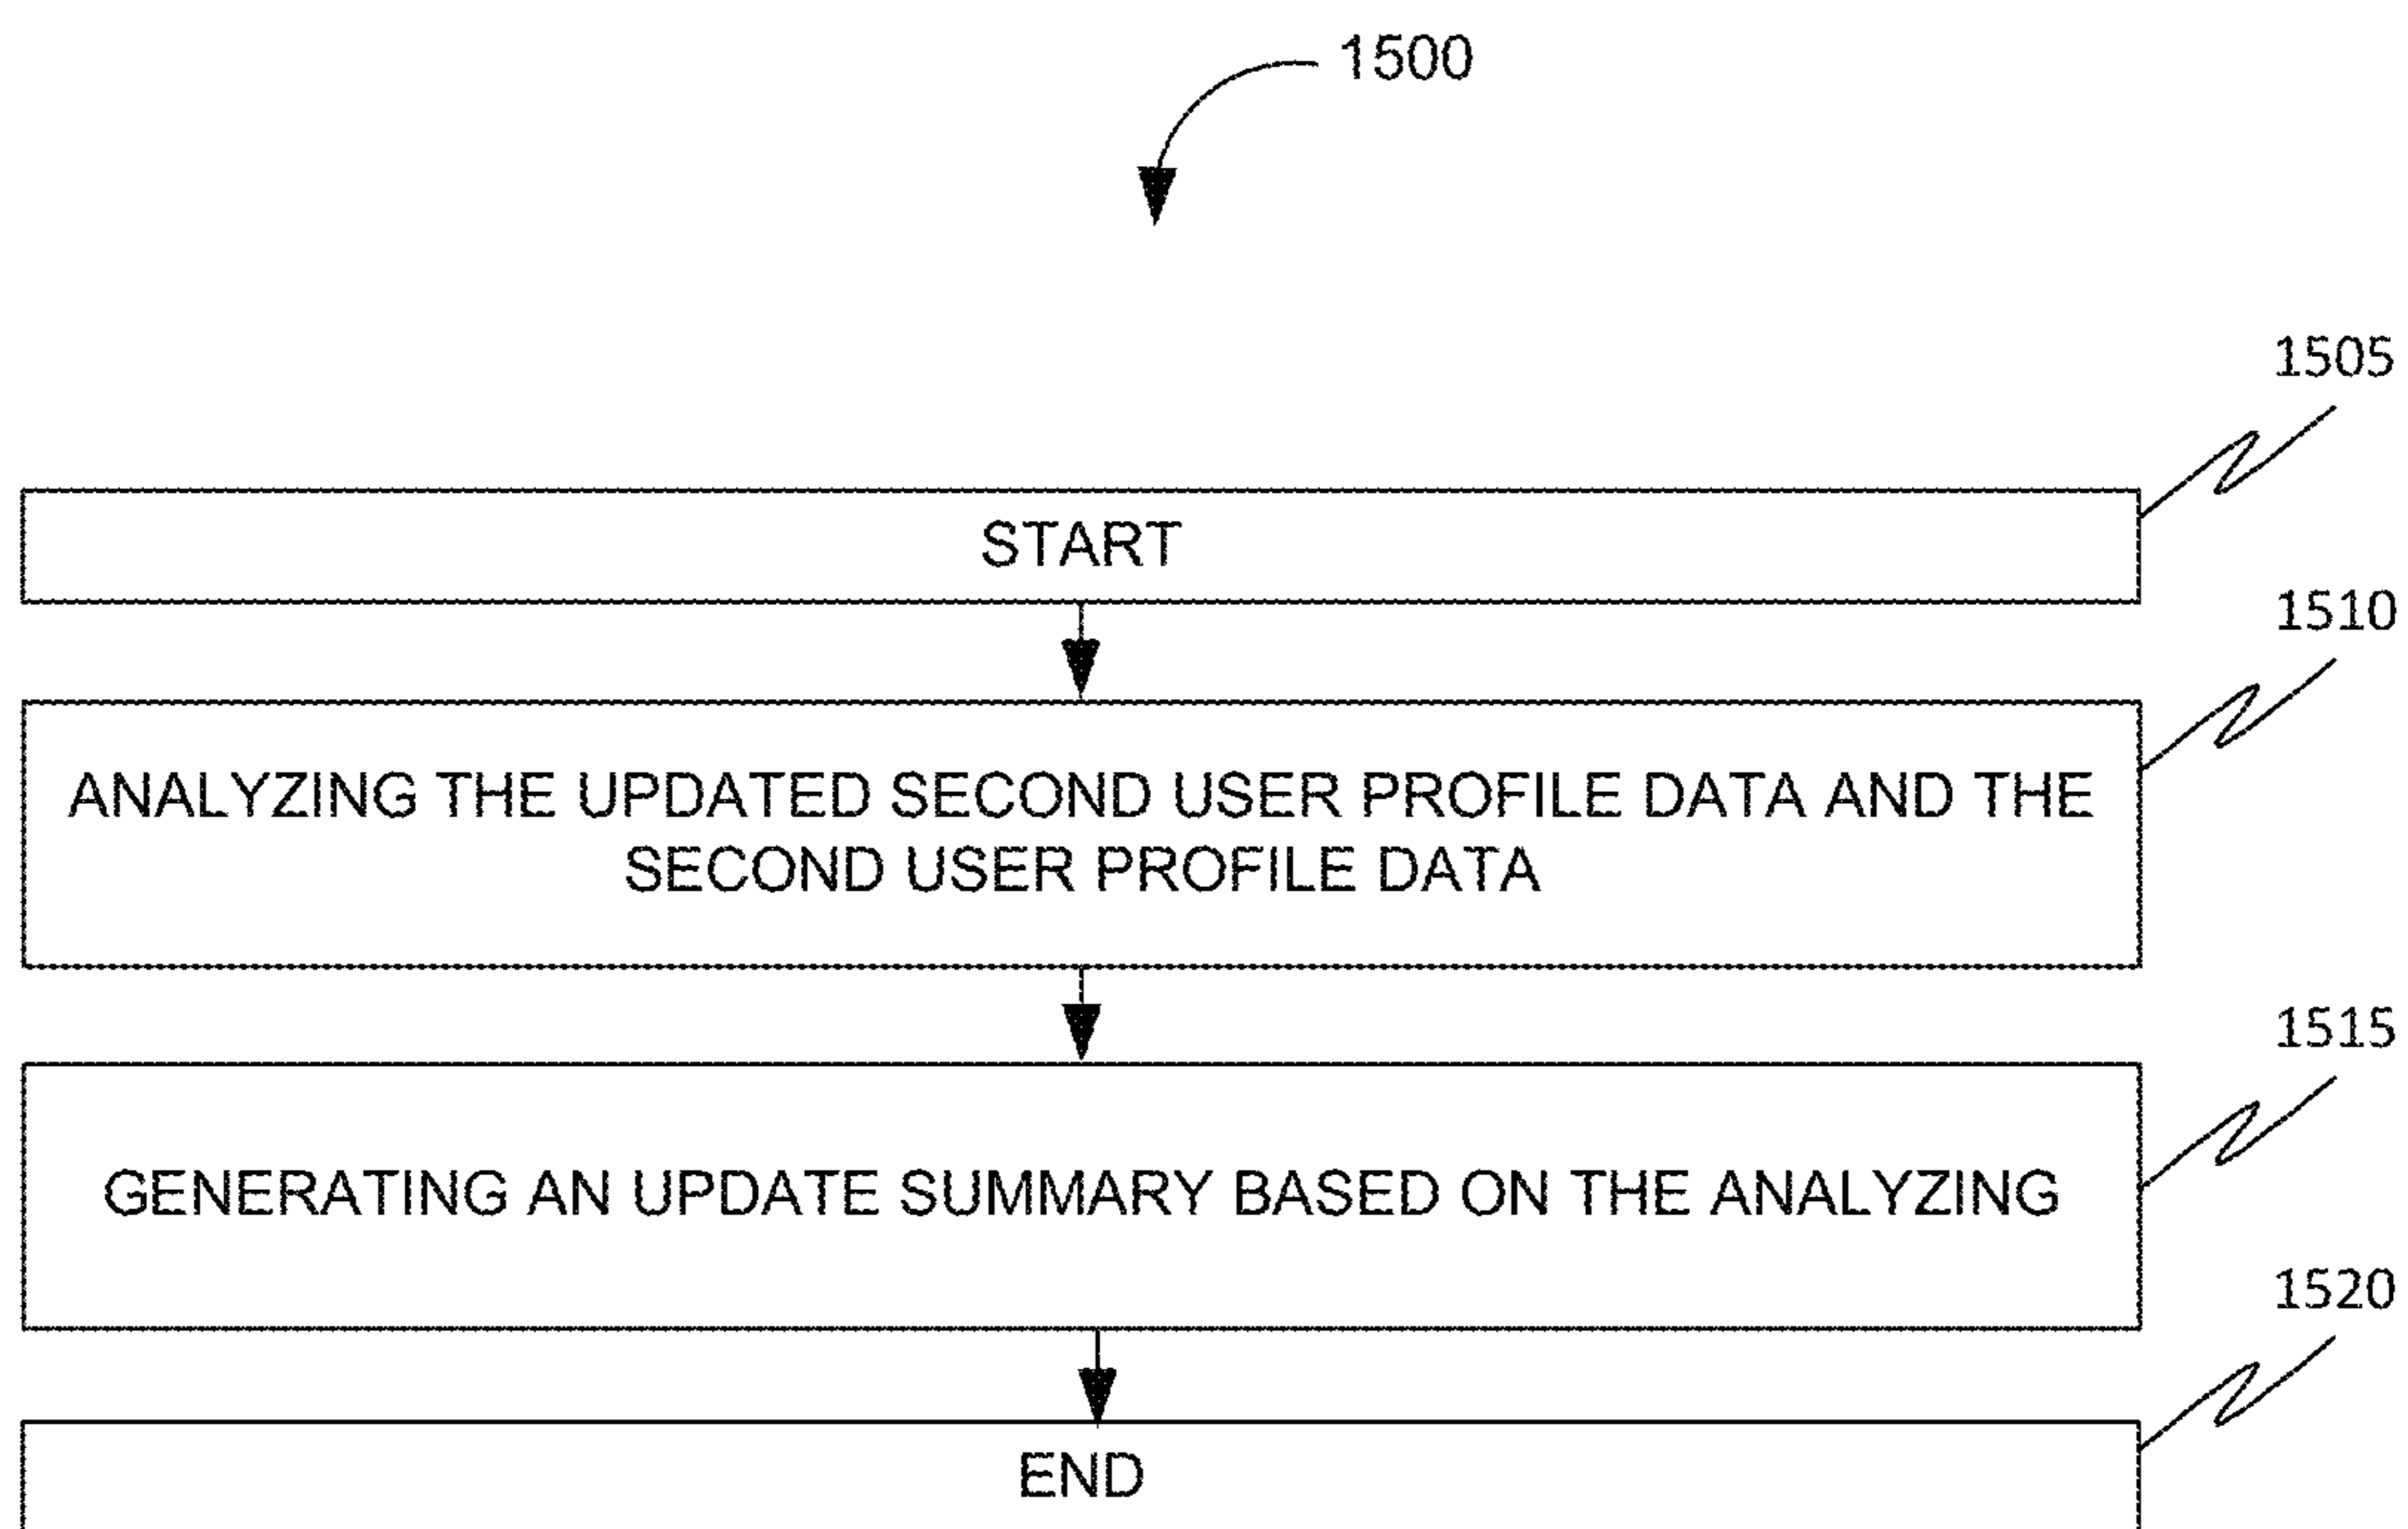 1500
1505
START
1510
ANALYZING THE UPDATED SECOND USER PROFILE DATA AND THE
SECOND USER PROFILE DATA
1515
GENERATING AN UPDATE SUMMARY BASED ON THE ANALYZING
1520
END